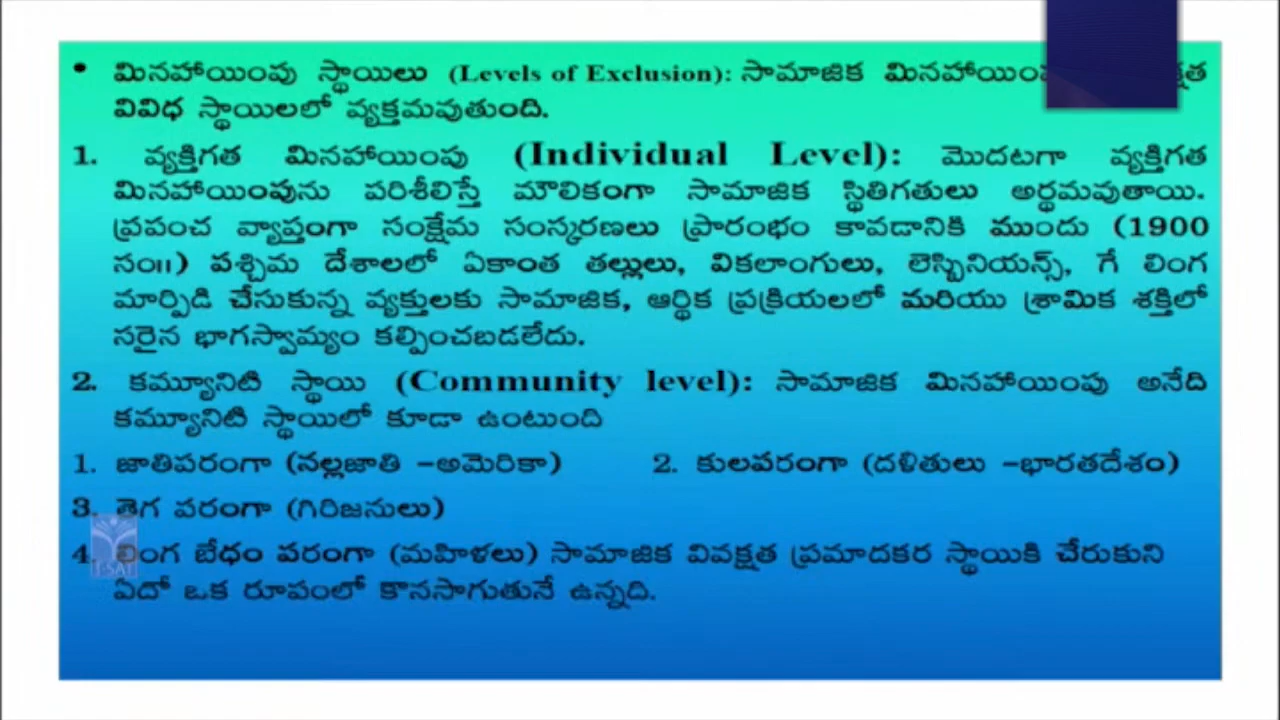 • మినహాయింపు స్థాయిలు (Levels of Exclusion): సామాజిక
వివిధ స్థాయిలలో వ్యక్తమవుతుంది.
1. వ్యక్తిగత మినహాయింపు (Individual Level): మొదటగా వ్యక్తిగత
మినహాయింపును పరిశీలిస్తే మౌలికంగా సామాజిక స్థితిగతులు అర్థమవుతాయి.
ప్రపంచ వ్యాప్తంగా సంక్షేమ సంస్కరణలు ప్రారంభం కావడానికి ముందు (1900
సం॥) పశ్చిమ దేశాలలో ఏకాంత తల్లులు, వికలాంగులు, లెస్బినియన్స్, గే లింగ
మార్పిడి చేసుకున్న వ్యక్తులకు సామాజిక, ఆర్థిక ప్రక్రియలలో మరియు శ్రామిక శక్తిలో
సరైన భాగస్వామ్యం కల్పించబడలేదు.
2. కమ్యూనిటి స్థాయి (Community level): సామాజిక మినహాయింపు అనేది
కమ్యూనిటి స్థాయిలో కూడా ఉంటుంది
1. జాతిపరంగా (నల్లజాతి -అమెరికా) 2. కులపరంగా (దళితులు -భారతదేశం)
3. తెగ పరంగా (గిరిజనులు)
4. లింగ బేధం పరంగా (మహిళలు) సామాజిక వివక్షత ప్రమాదకర స్థాయికి చేరుకుని
ఏదో ఒక రూపంలో కొనసాగుతునే ఉన్నది.
T-SAT